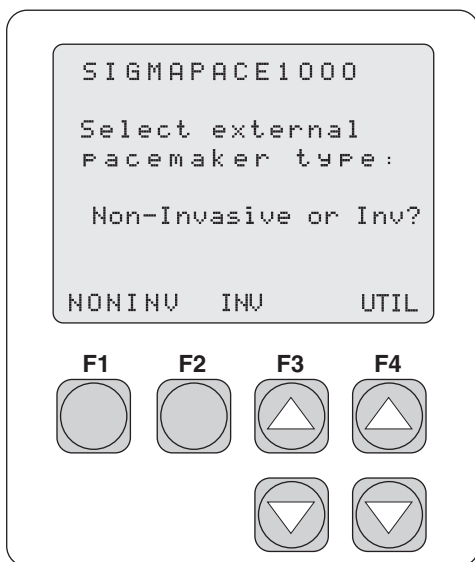 SIGMAPACE1000
Select external
pacemaker type:
Non-Invasive or Inv?
NONINV INV UTIL
F1 F2 F3 F4